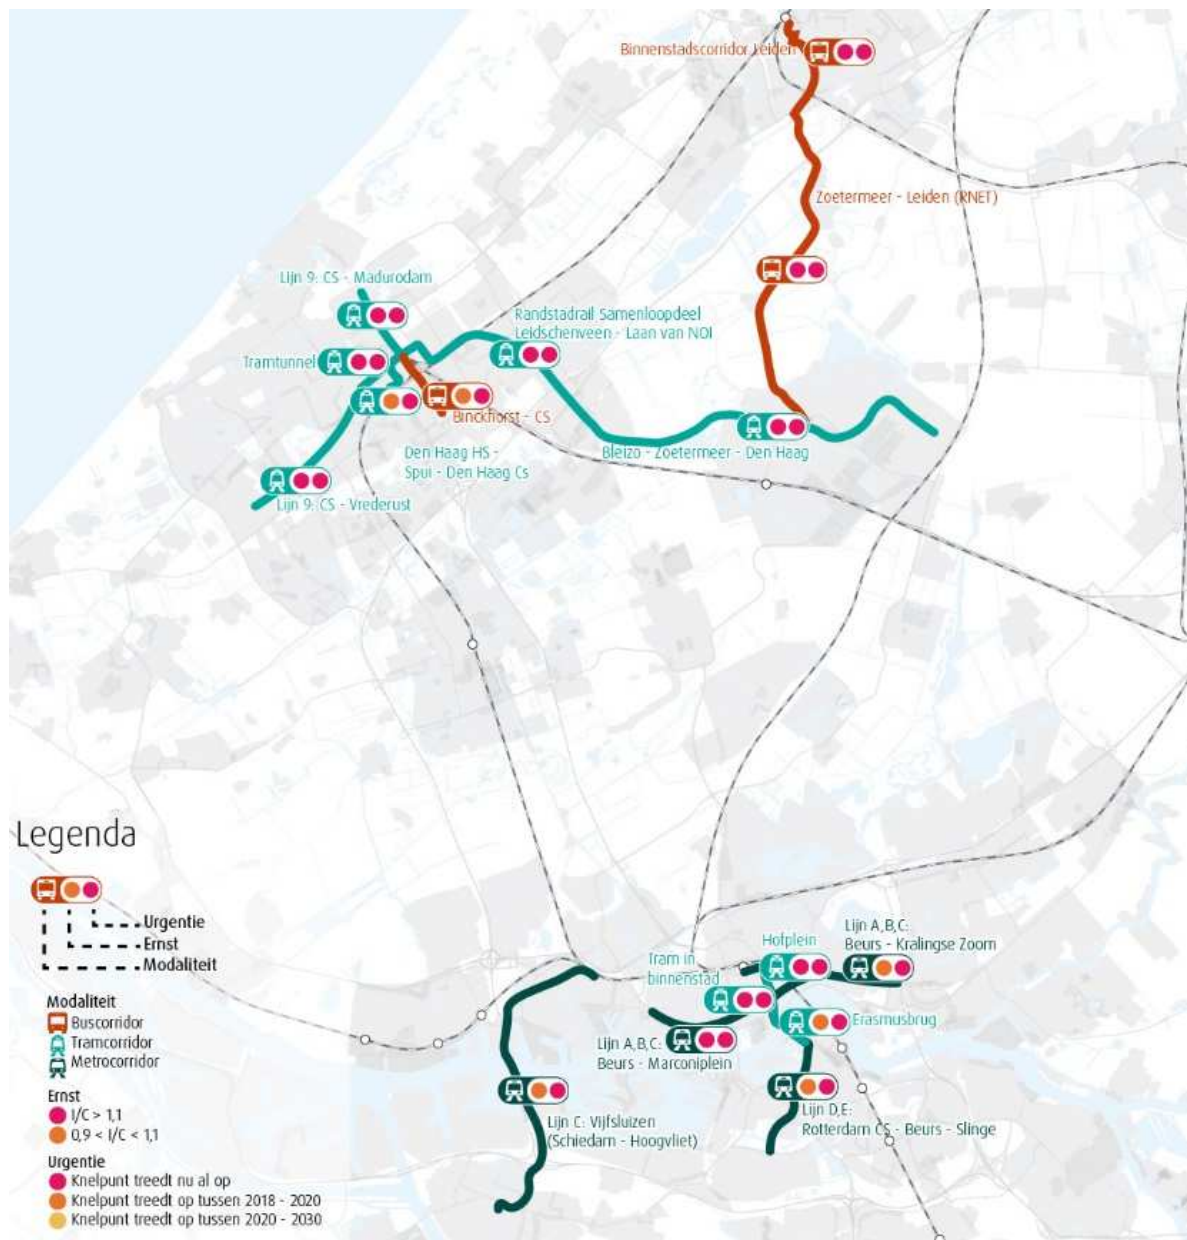 Binnenstadscorridor Leiden
Zoetermeer - Leiden (RNET)
Lijn 9: CS - Madurodam
Randstadrail Samenloopdeel
Leidschenveen - Laan van NOI
Tramtunnel
Binckhorst - CS
Den Haag HS -
Spui - Den Haag Cs
Bleizo - Zoetermeer - Den Haag
Lijn 9: CS - Vrederust
Legenda
Urgentie
Ernst
Modaliteit
Modaliteit
Buscorridor
Tramcorridor
Metrocorridor
Ernst
I/C > 1,1
0,9 < I/C < 1,1
Urgentie
Knelpunt treedt nu al op
Knelpunt treedt op tussen 2018 - 2020
Knelpunt treedt op tussen 2020 - 2030
Lijn A,B,C:
Beurs - Kralingse Zoom
Hofplein
Tram in
binnenstad
Erasmusbrug
Lijn A,B,C:
Beurs - Marconiplein
Lijn C: Vijfsluizen
(Schiedam - Hoogvliet)
Lijn D,E:
Rotterdam CS - Beurs - Slinge